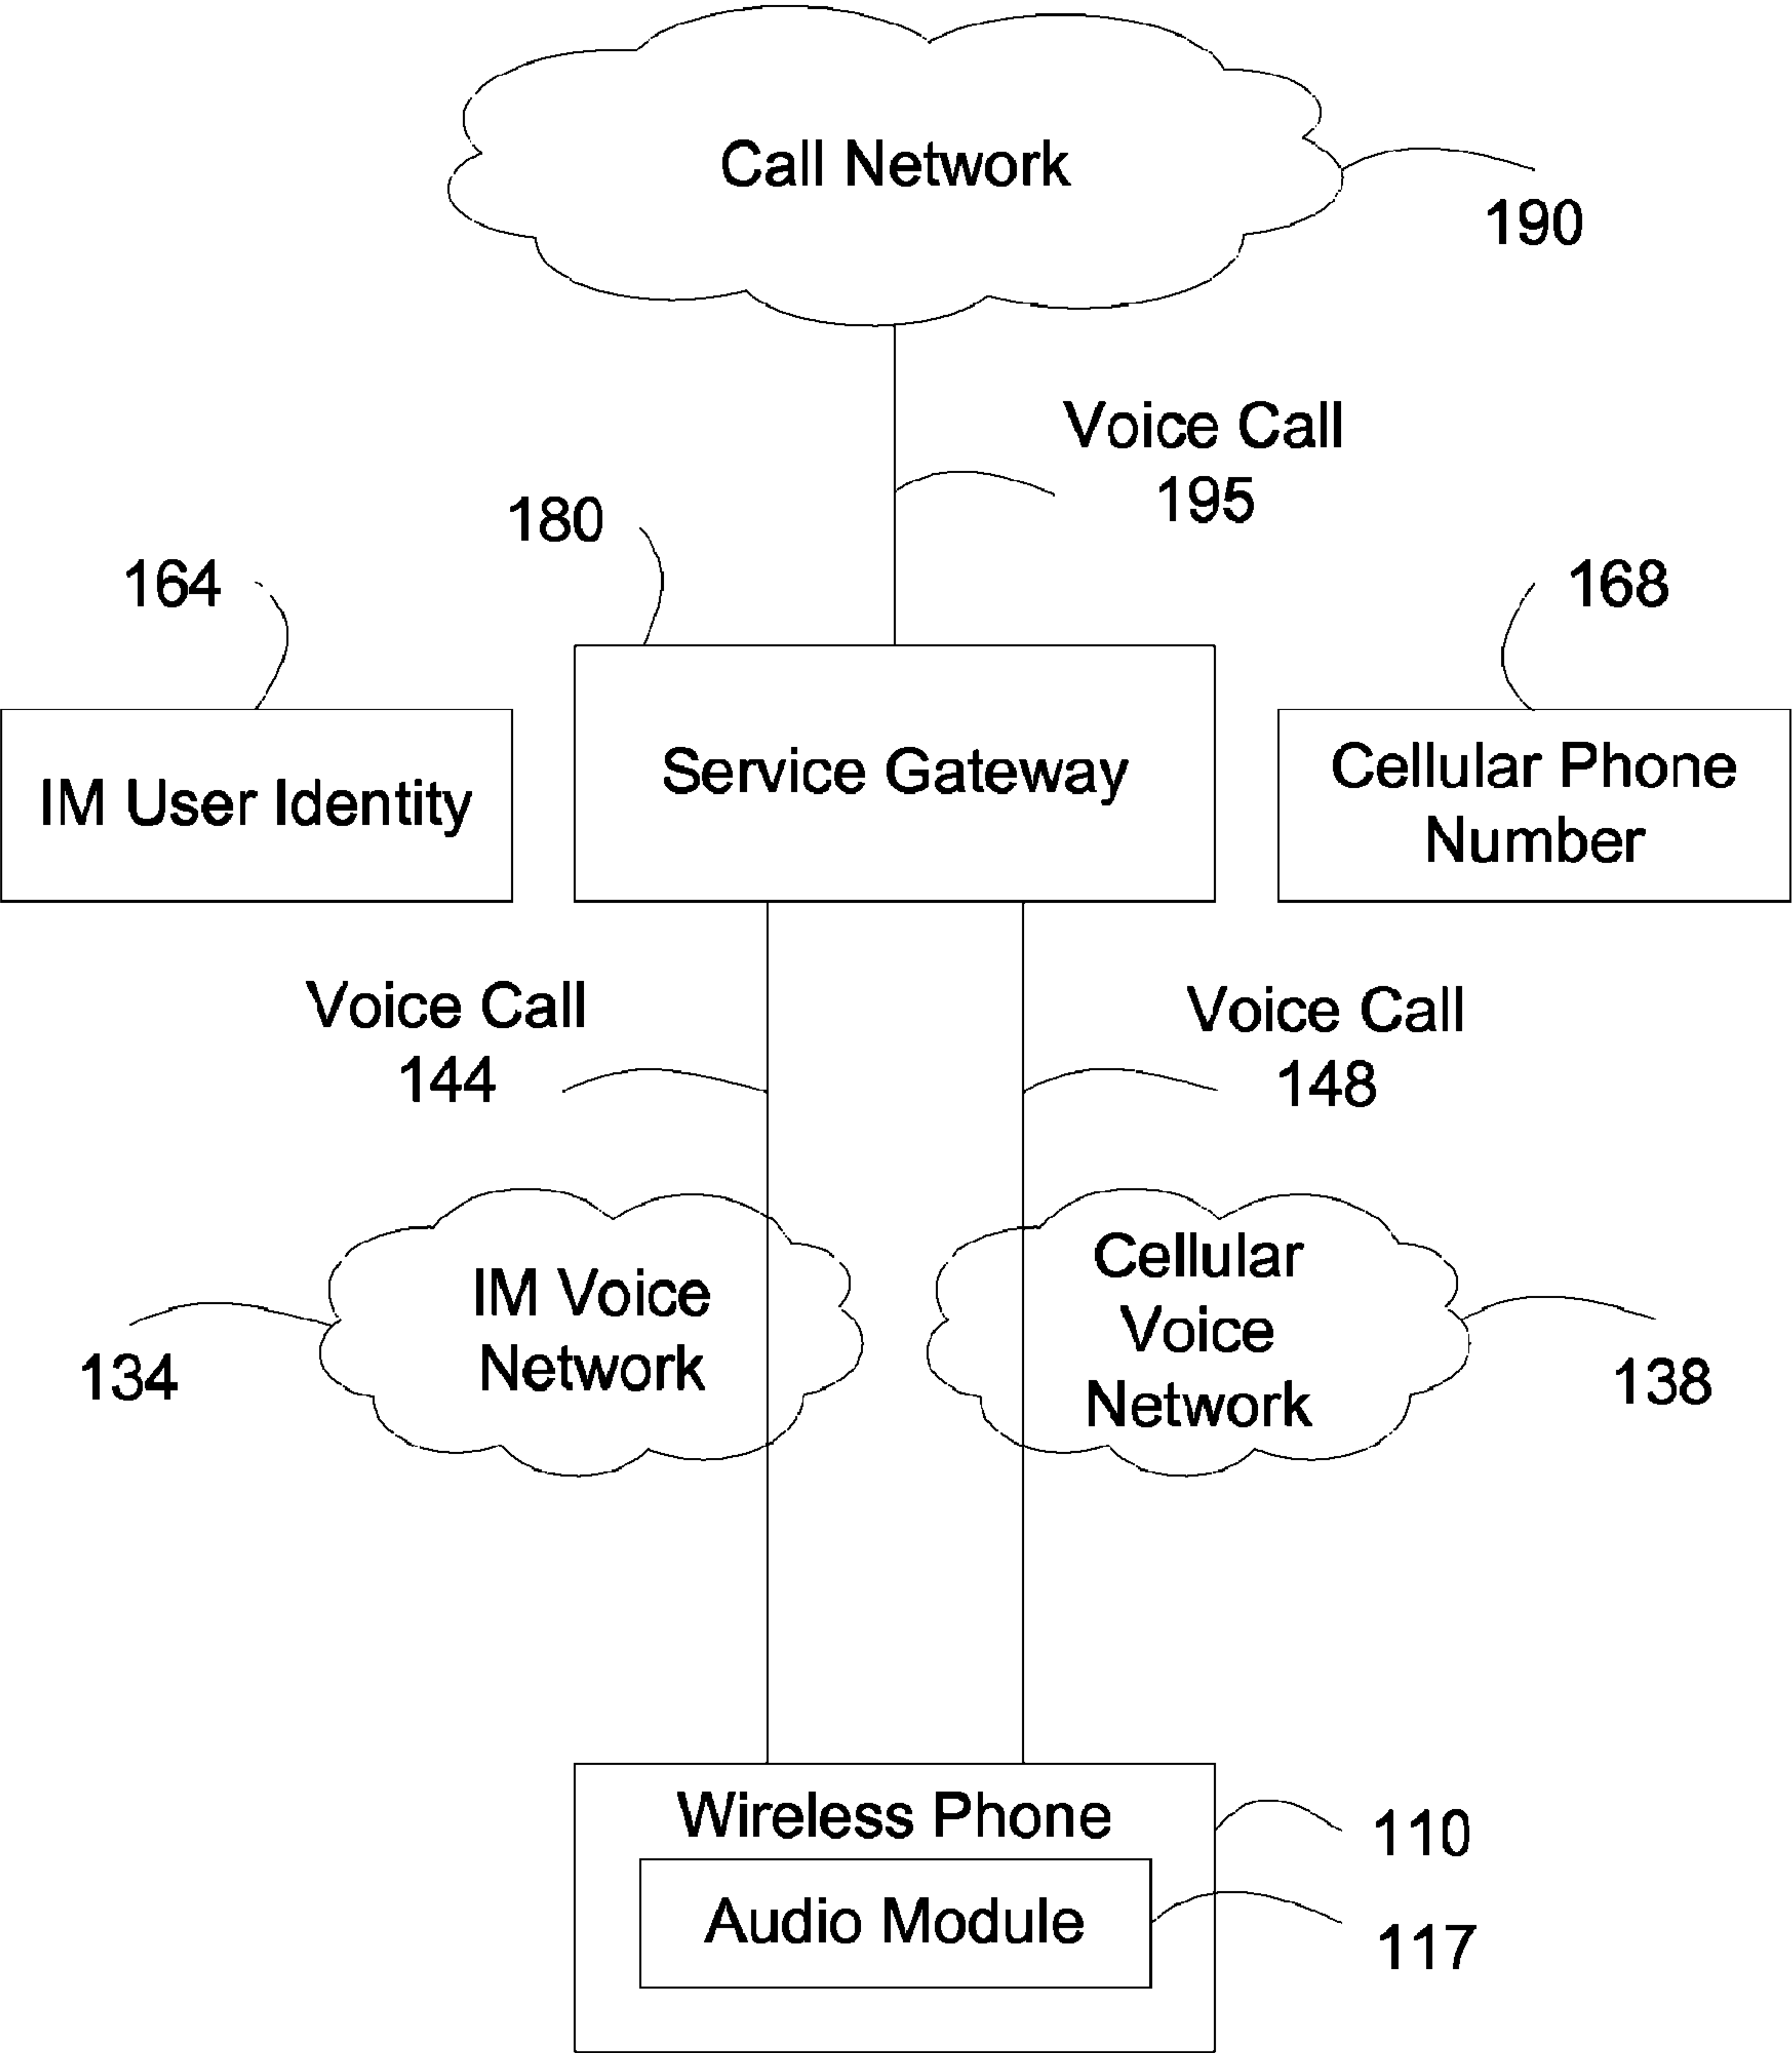 Call Network
190
Voice Call
195
180
164
168
IM User Identity
Service Gateway
Cellular Phone
Number
Voice Call
144
Voice Call
148
IM Voice
Network
134
Cellular
Voice
Network
138
Wireless Phone
110
Audio Module
117